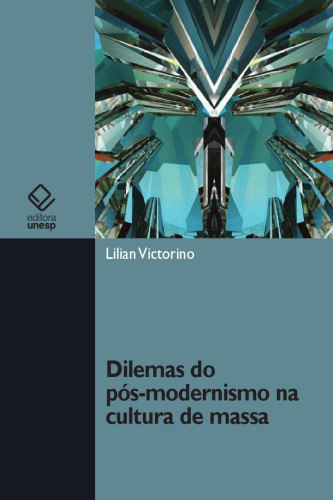 editora
unesp
Lilian Victorino
Dilemas do
pós-modernismo na
cultura de massa